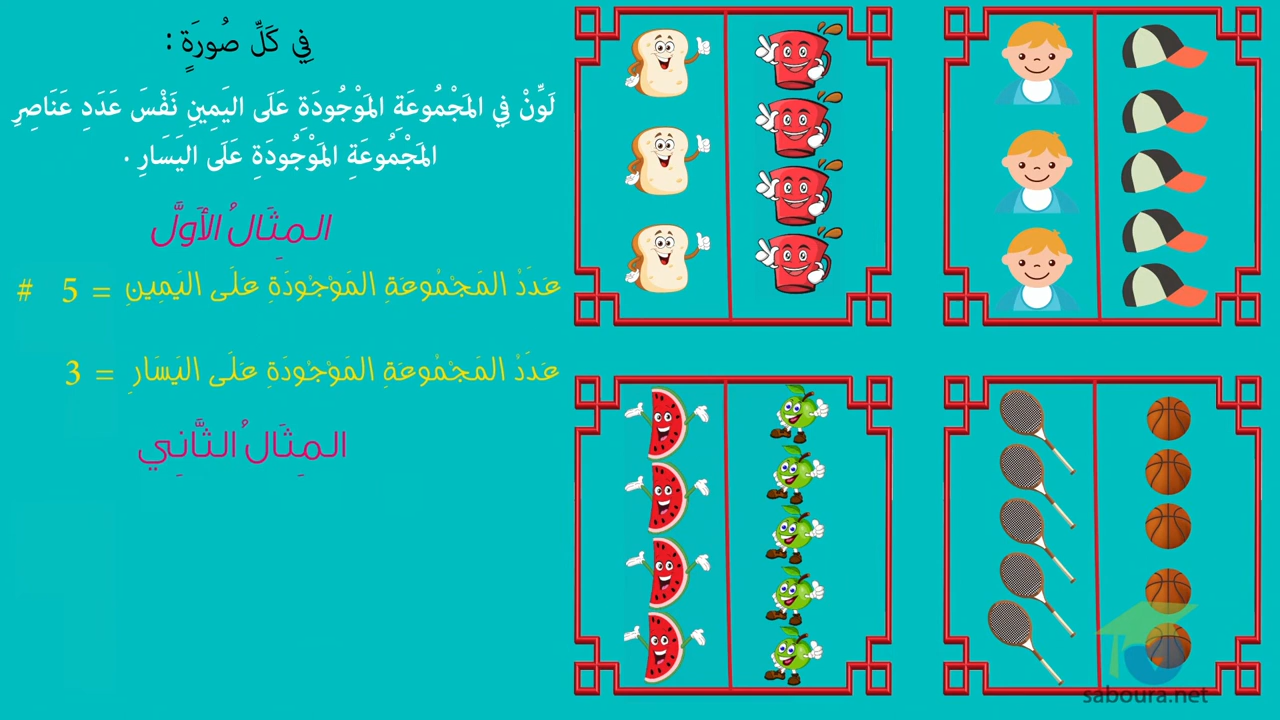 فِي كَلِّ صُورَةٍ :
لَوِّنْ فِي المَجْمُوعَةِ المَوْجُودَةِ عَلَى اليَمِينِ نَفْسَ عَدَدِ عَنَاصِرِ
المَجْمُوعَةِ المَوْجُودَةِ عَلَى اليَسَارِ .
المِثَالُ الأَوَّلُ
عَدَدُ المَجْمُوعَةِ المَوْجُودَةِ عَلَى اليَمِينِ = 5 #
عَدَدُ المَجْمُوعَةِ المَوْجُودَةِ عَلَى اليَسَارِ = 3
المِثَالُ الثَّانِي
saboura.net